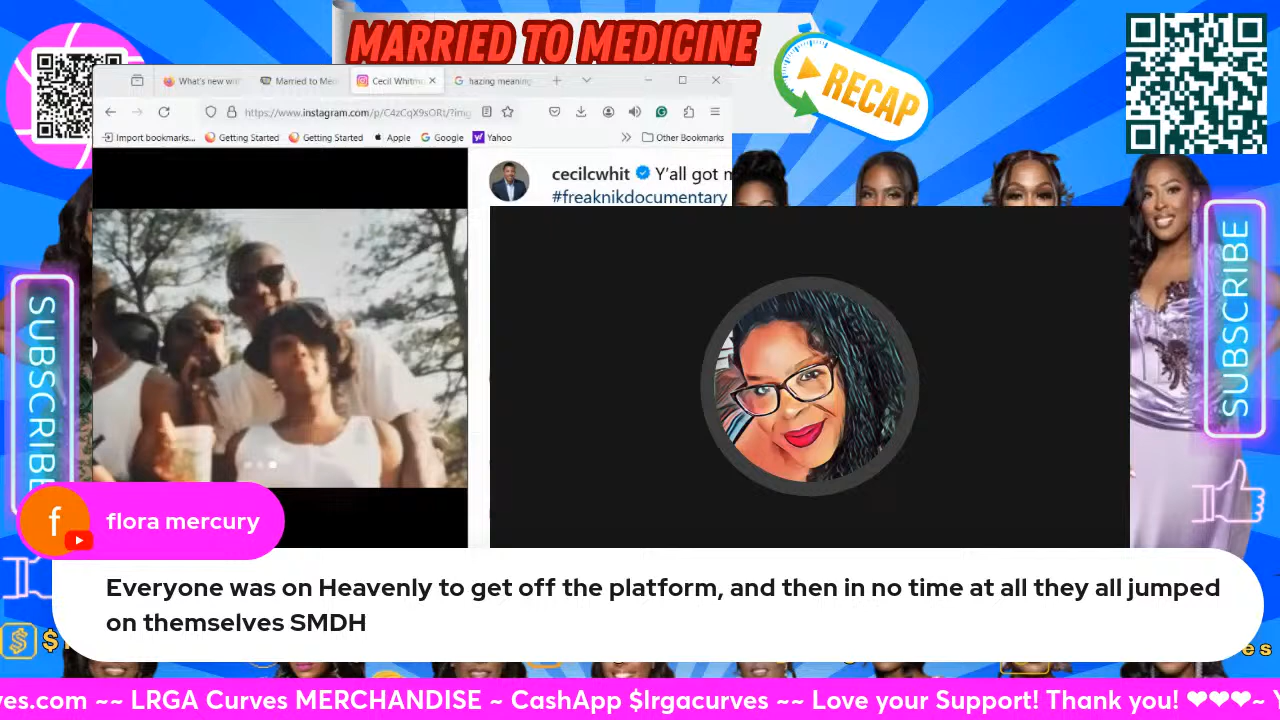 MARRIED TO MEDICINE
RECAP
What's new wit
Married to Me
Cecil Whitm
hazing meaning
https://www.instagram.com/p/C4zCqX9sORt/?img
Import bookmarks...
Getting Started
Getting Started
Apple
Google
Yahoo
Other Bookmarks
cecilcwhit Y'all got m
#freaknikdocumentary
SUBSCRIBE
SUBSCRIBE
f
flora mercury
Everyone was on Heavenly to get off the platform, and then in no time at all they all jumped
on themselves SMDH
$
es
ves.com ~~ LRGA Curves MERCHANDISE ~ CashApp $lrgacurves ~~ Love your Support! Thank you! ❤❤❤~ Y